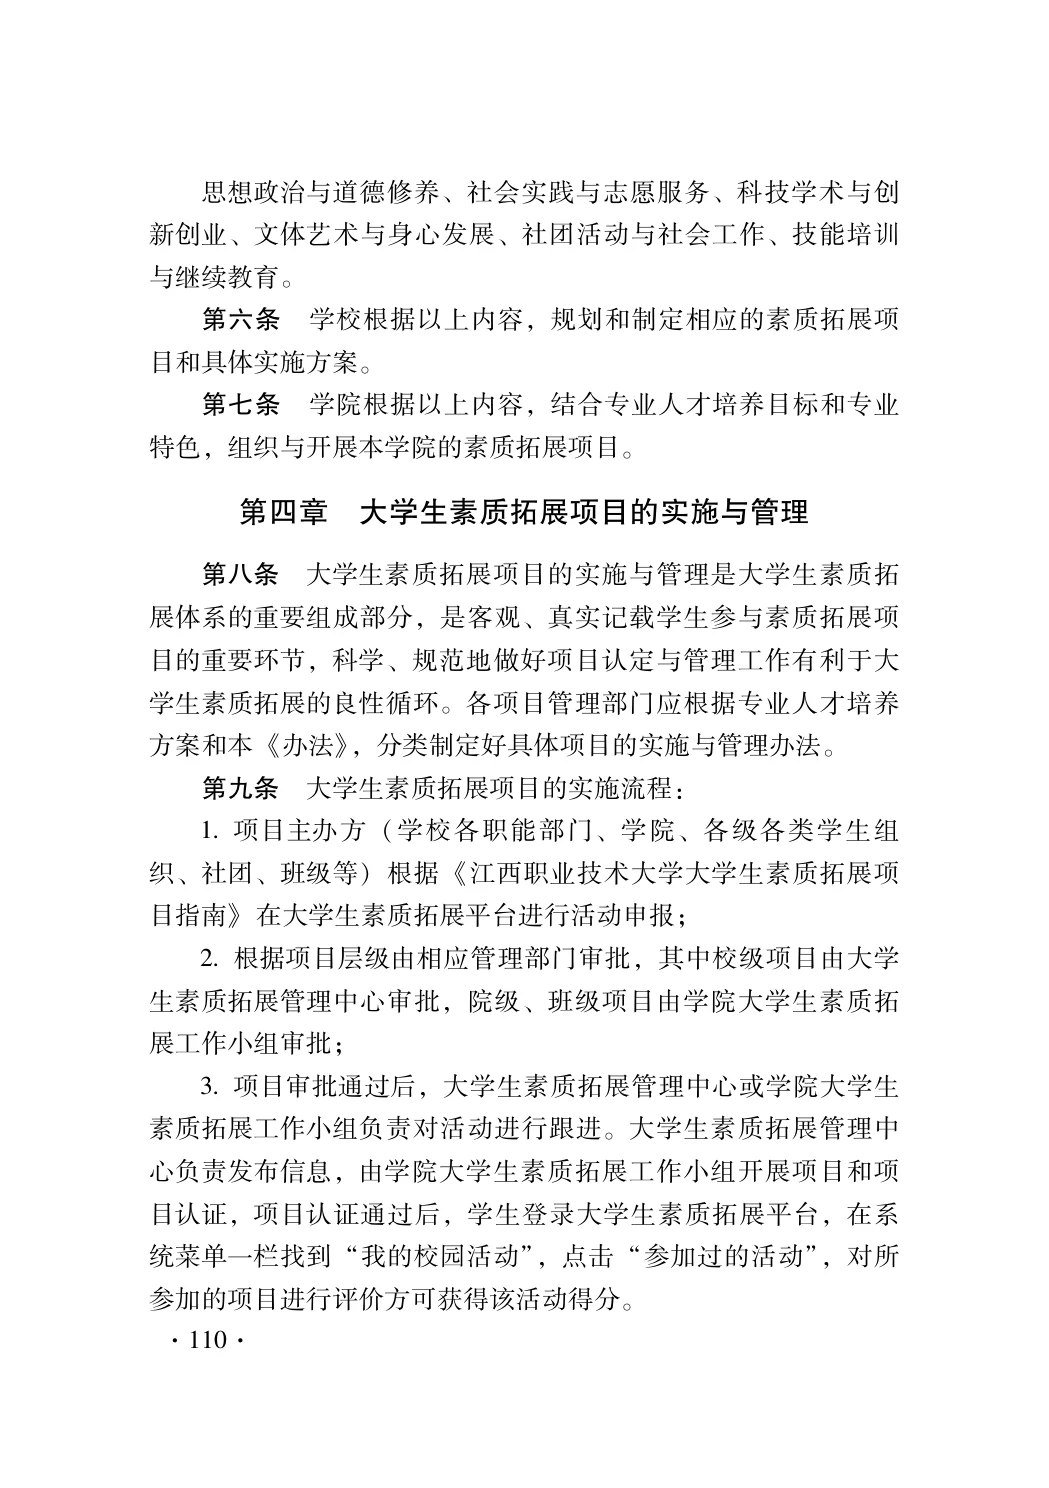 思想政治与道德修养、社会实践与志愿服务、科技学术与创
新创业、文体艺术与身心发展、社团活动与社会工作、技能培训
与继续教育。
第六条　学校根据以上内容，规划和制定相应的素质拓展项
目和具体实施方案。
第七条　学院根据以上内容，结合专业人才培养目标和专业
特色，组织与开展本学院的素质拓展项目。
第四章　大学生素质拓展项目的实施与管理
第八条　大学生素质拓展项目的实施与管理是大学生素质拓
展体系的重要组成部分，是客观、真实记载学生参与素质拓展项
目的重要环节，科学、规范地做好项目认定与管理工作有利于大
学生素质拓展的良性循环。各项目管理部门应根据专业人才培养
方案和本《办法》，分类制定好具体项目的实施与管理办法。
第九条　大学生素质拓展项目的实施流程：
1. 项目主办方（学校各职能部门、学院、各级各类学生组
织、社团、班级等）根据《江西职业技术大学大学生素质拓展项
目指南》在大学生素质拓展平台进行活动申报；
2. 根据项目层级由相应管理部门审批，其中校级项目由大学
生素质拓展管理中心审批，院级、班级项目由学院大学生素质拓
展工作小组审批；
3. 项目审批通过后，大学生素质拓展管理中心或学院大学生
素质拓展工作小组负责对活动进行跟进。大学生素质拓展管理中
心负责发布信息，由学院大学生素质拓展工作小组开展项目和项
目认证，项目认证通过后，学生登录大学生素质拓展平台，在系
统菜单一栏找到“我的校园活动”，点击“参加过的活动”，对所
参加的项目进行评价方可获得该活动得分。
· 110 ·